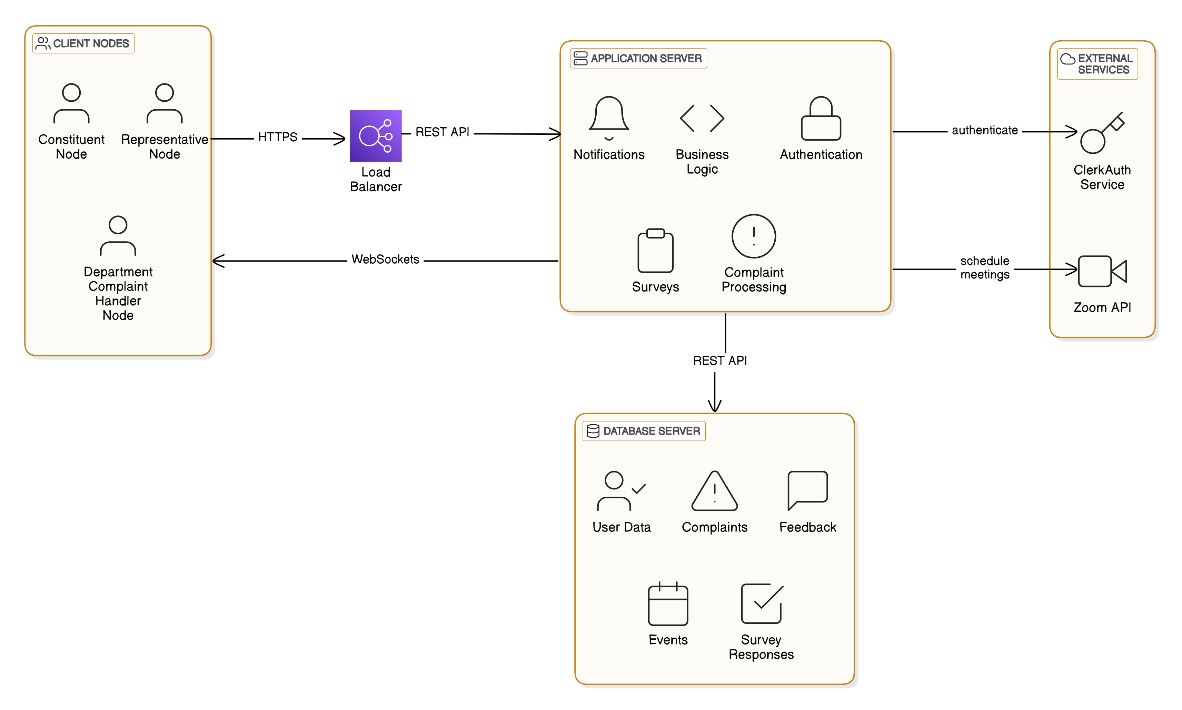 CLIENT NODES
Constituent
Node
Representative
Node
Department
Complaint
Handler
Node
HTTPS
Load
Balancer
REST API
WebSockets
APPLICATION SERVER
Notifications
Business
Logic
Authentication
Surveys
Complaint
Processing
authenticate
schedule
meetings
EXTERNAL
SERVICES
ClerkAuth
Service
Zoom API
REST API
DATABASE SERVER
User Data
Complaints
Feedback
Events
Survey
Responses